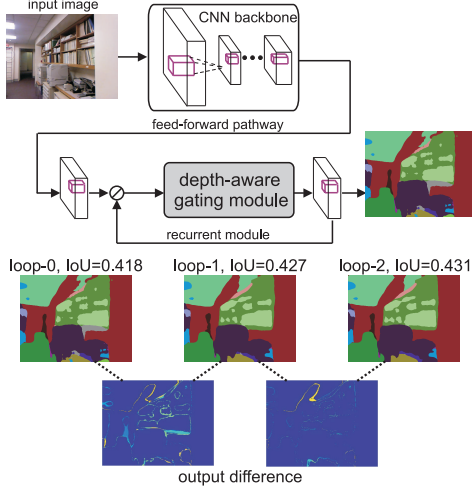 input image
CNN backbone
feed-forward pathway
depth-aware
gating module
recurrent module
loop-0, IoU=0.418
loop-1, IoU=0.427
loop-2, IoU=0.431
output difference